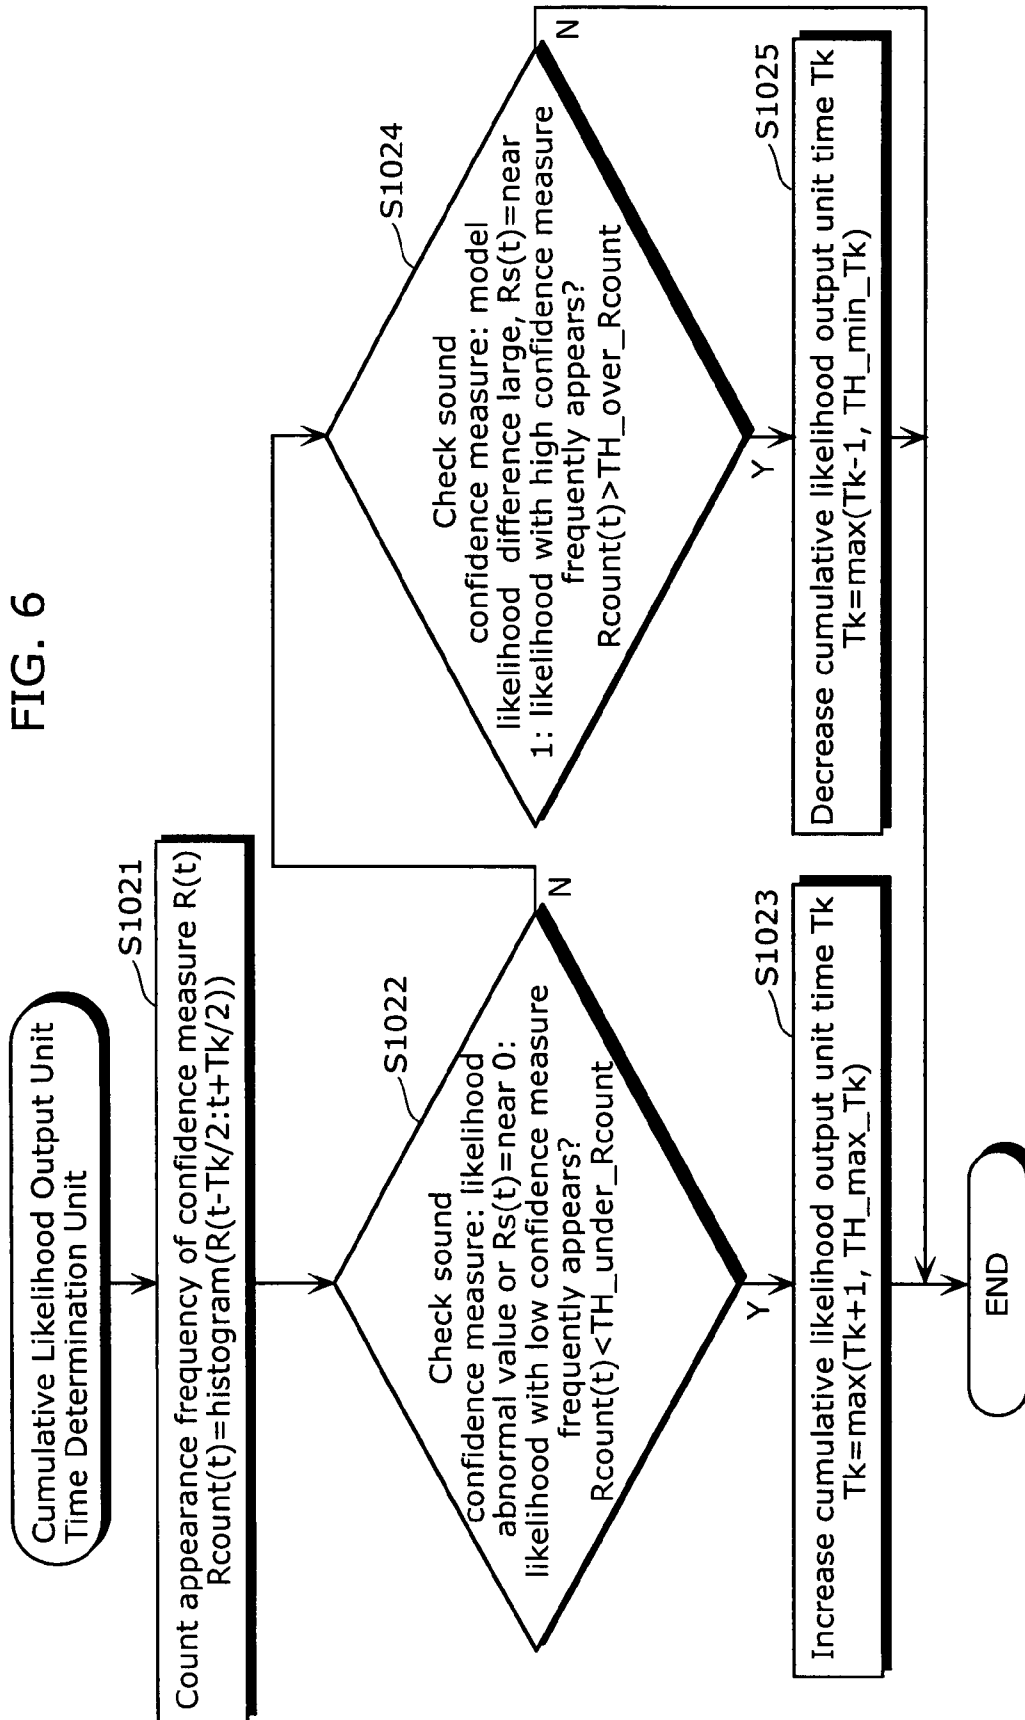 FIG. 6
Cumulative Likelihood Output Unit
Time Determination Unit
S1021
Count appearance frequency of confidence measure R(t)
Rcount(t)=histogram(R(t-Tk/2:t+Tk/2))
S1022
Check sound
confidence measure: likelihood
abnormal value or Rs(t)=near 0:
likelihood with low confidence measure
frequently appears?
Rcount(t)<TH_under_Rcount
N
Y
S1023
Increase cumulative likelihood output unit time Tk
Tk=max(Tk+1, TH_max_Tk)
S1024
Check sound
confidence measure: model
likelihood difference large, Rs(t)=near
1: likelihood with high confidence measure
frequently appears?
Rcount(t)>TH_over_Rcount
N
Y
S1025
Decrease cumulative likelihood output unit time Tk
Tk=max(Tk-1, TH_min_Tk)
END